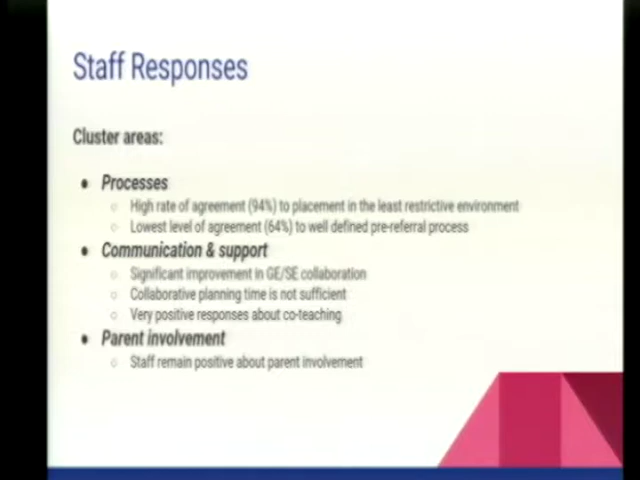 Staff Responses
Cluster areas:
● Processes
○ High rate of agreement (94%) to placement in the least restrictive environment
○ Lowest level of agreement (64%) to well defined pre-referral process
● Communication & support
○ Significant improvement in GE/SE collaboration
○ Collaborative planning time is not sufficient
○ Very positive responses about co-teaching
● Parent involvement
○ Staff remain positive about parent involvement